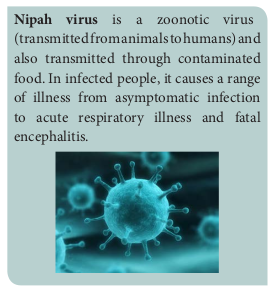 Nipah virus is a zoonotic virus
(transmitted from animals to humans) and
also transmitted through contaminated
food. In infected people, it causes a range
of illness from asymptomatic infection
to acute respiratory illness and fatal
encephalitis.